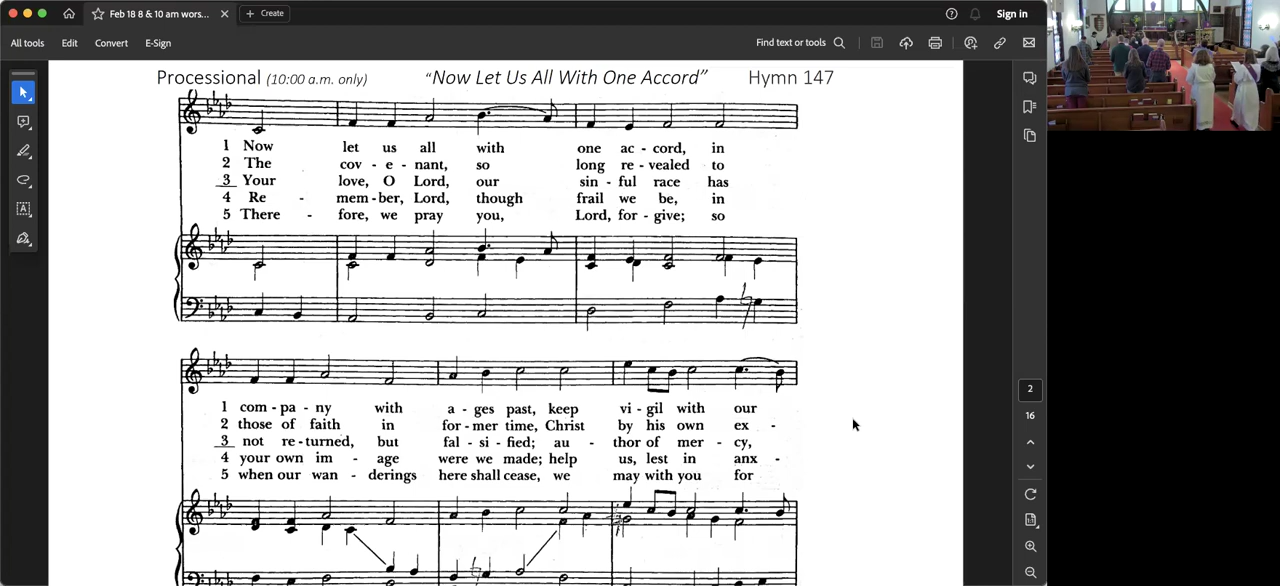 Feb 18 8 & 10 am wors...
Create
Sign in
All tools
Edit
Convert
E-Sign
Find text or tools
Processional (10:00 a.m. only) "Now Let Us All With One Accord" Hymn 147
1 Now let us all with one ac - cord, in
2 The cov - e - nant, so long re - vealed to
3 Your love, O Lord, our sin - ful race has
4 Re - mem - ber, Lord, though frail we be, in
5 There - fore, we pray you, Lord, for - give; so
1 com - pa - ny with a - ges past, keep vi - gil with our
2 those of faith in for - mer time, Christ by his own ex -
3 not re - turned, but fal - si - fied; au - thor of mer - cy,
4 your own im - age were we made; help us, lest in anx -
5 when our wan - derings here shall cease, we may with you for
2
16